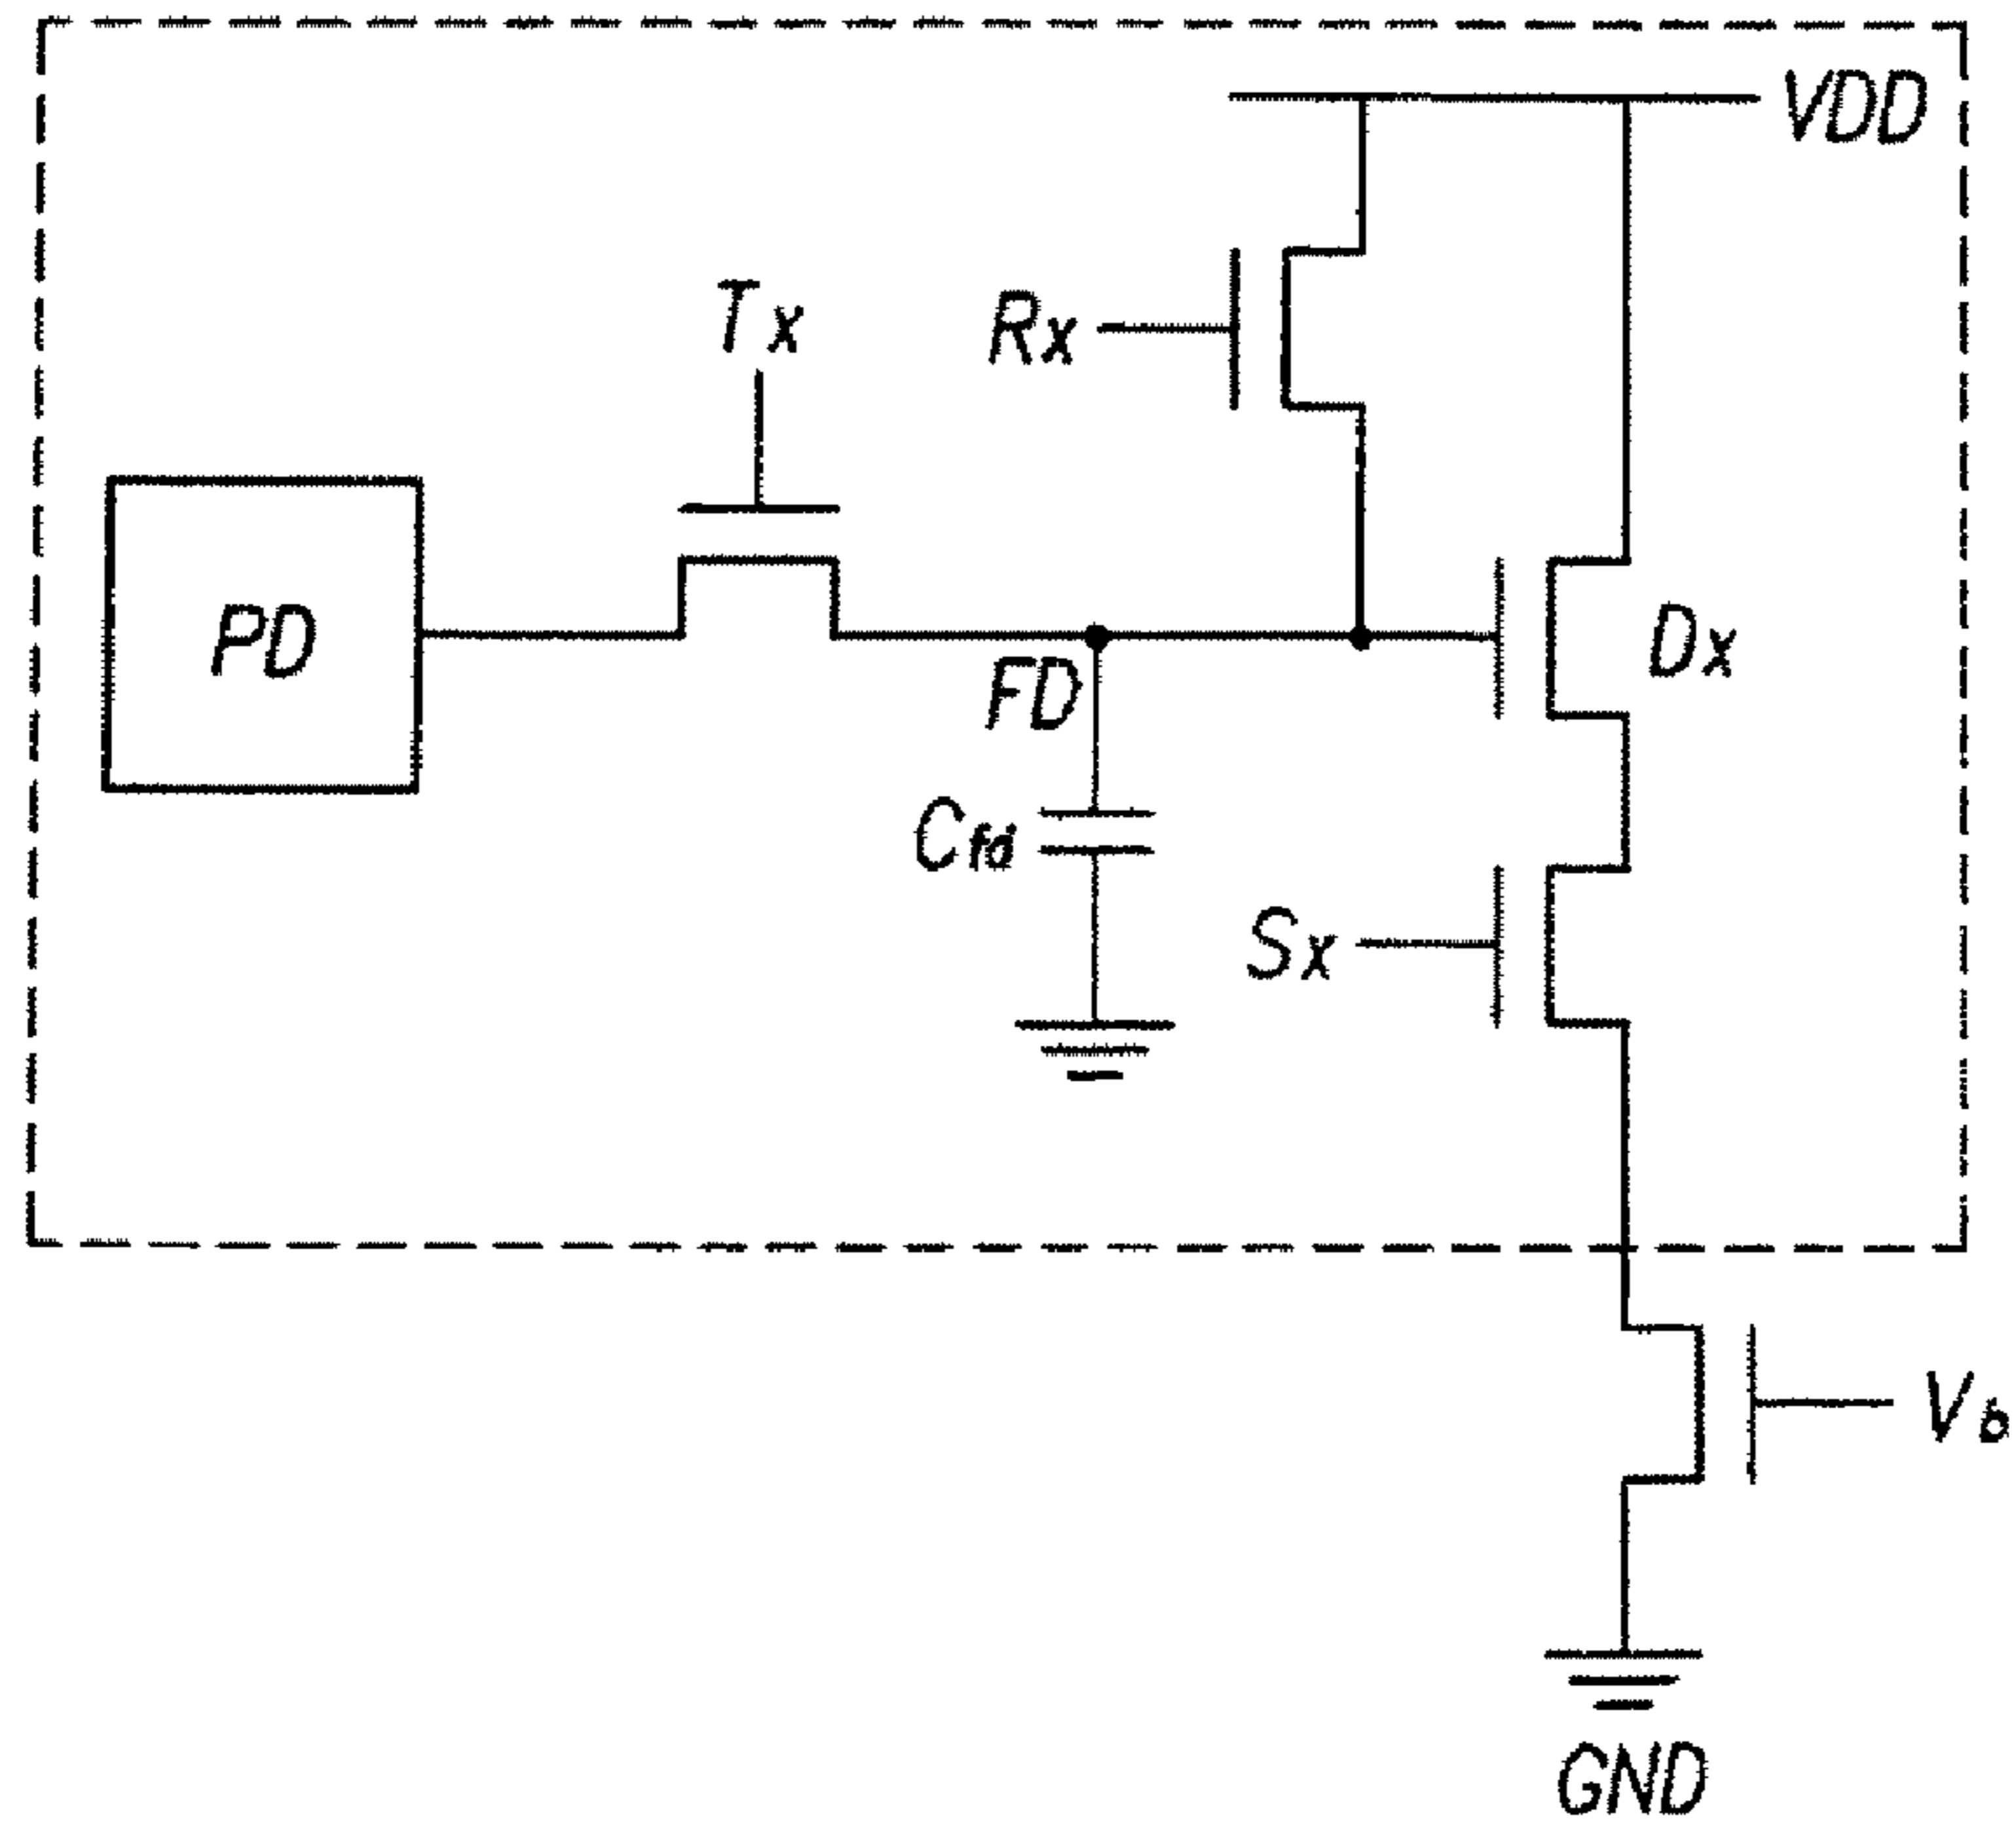 VDD
Tx
Rx
PD
FD
Dx
Cfd
Sx
Vb
GND